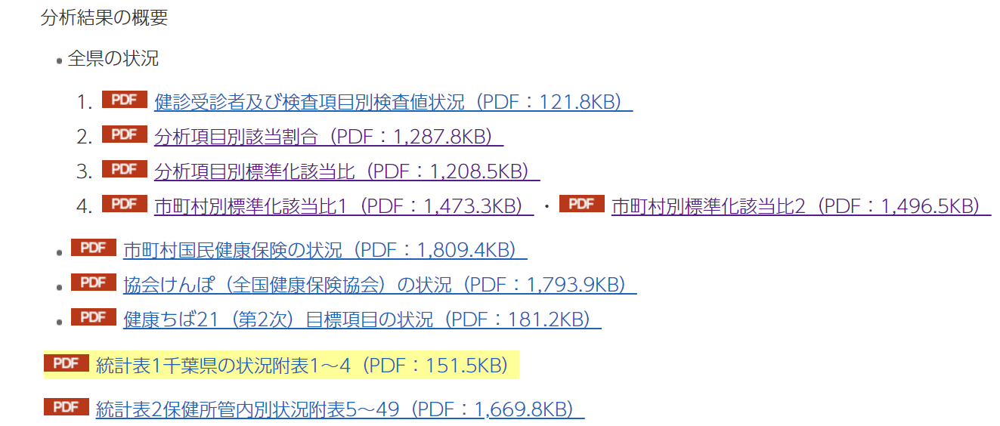 分析結果の概要
全県の状況
1. PDF 健診受診者及び検査項目別検査値状況（PDF：121.8KB）
2. PDF 分析項目別該当割合（PDF：1,287.8KB）
3. PDF 分析項目別標準化該当比（PDF：1,208.5KB）
4. PDF 市町村別標準化該当比1（PDF：1,473.3KB）・PDF 市町村別標準化該当比2（PDF：1,496.5KB）
PDF 市町村国民健康保険の状況（PDF：1,809.4KB）
PDF 協会けんぽ（全国健康保険協会）の状況（PDF：1,793.9KB）
PDF 健康ちば21（第2次）目標項目の状況（PDF：181.2KB）
PDF 統計表1千葉県の状況附表1～4（PDF：151.5KB）
PDF 統計表2保健所管内別状況附表5～49（PDF：1,669.8KB）